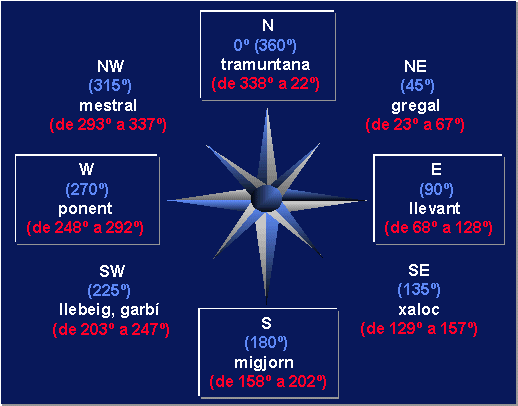 N
0º (360º)
tramuntana
(de 338º a 22º)
NW
(315º)
mestral
(de 293º a 337º)
NE
(45º)
gregal
(de 23º a 67º)
W
(270º)
ponent
(de 248º a 292º)
E
(90º)
llevant
(de 68º a 128º)
SW
(225º)
llebeig, garbí
(de 203º a 247º)
SE
(135º)
xaloc
(de 129º a 157º)
S
(180º)
migjorn
(de 158º a 202º)